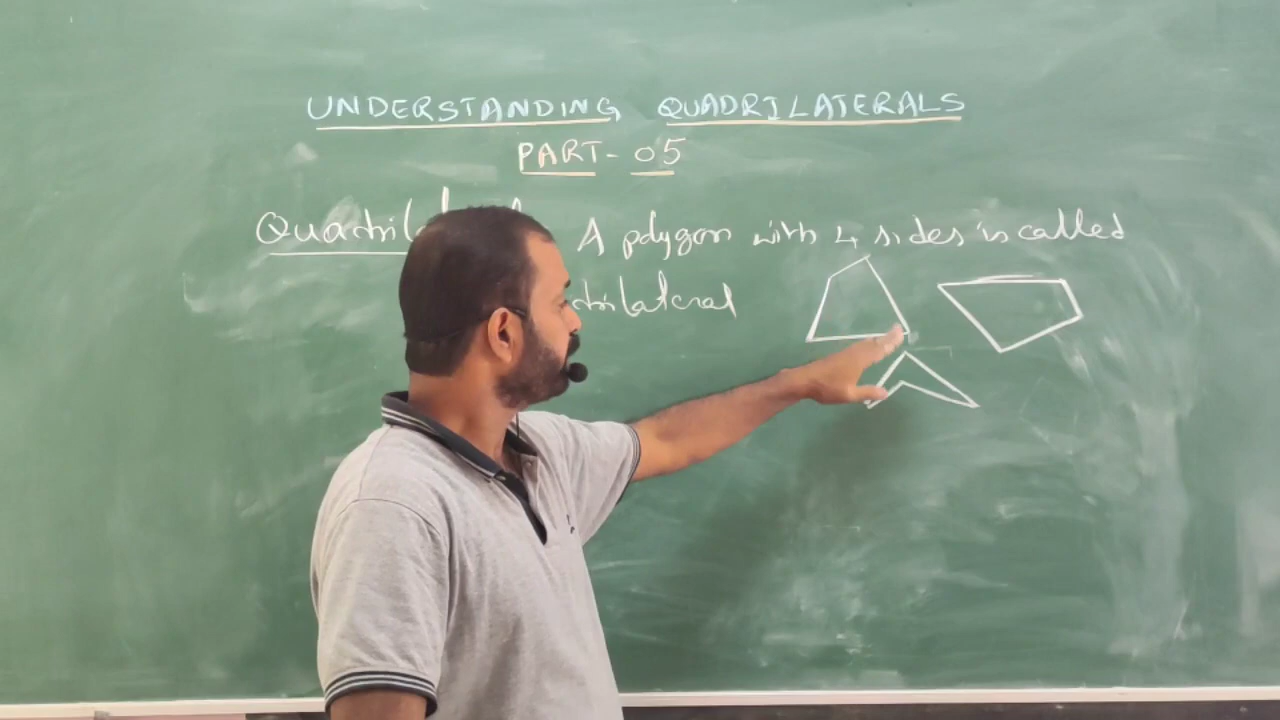 UNDERSTANDING QUADRILATERALS
PART-05
A polygon with 4 sides is called